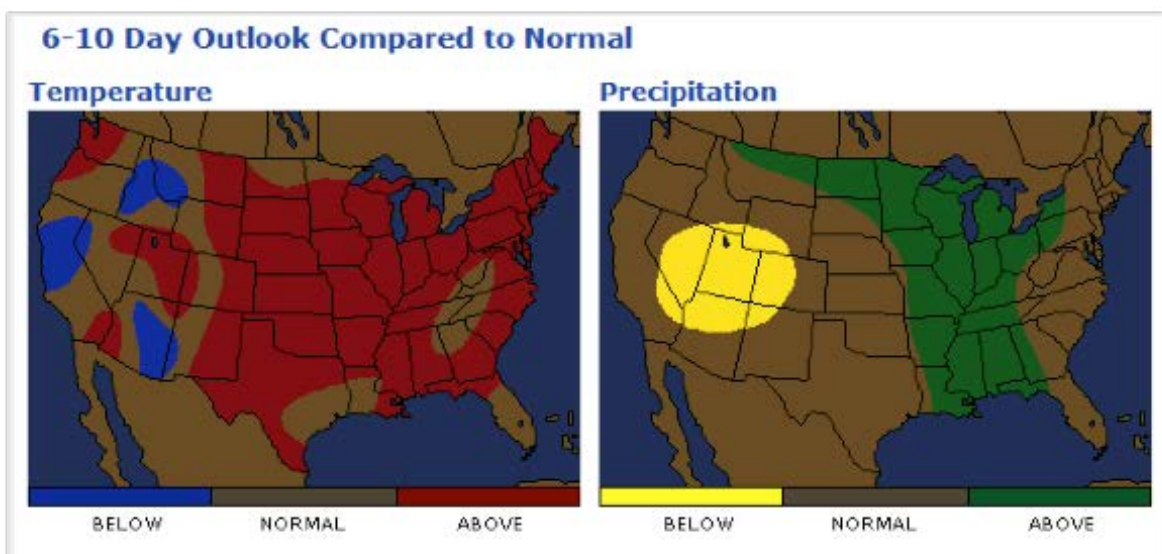 6-10 Day Outlook Compared to Normal
Temperature
Precipitation
BELOW NORMAL ABOVE
BELOW NORMAL ABOVE